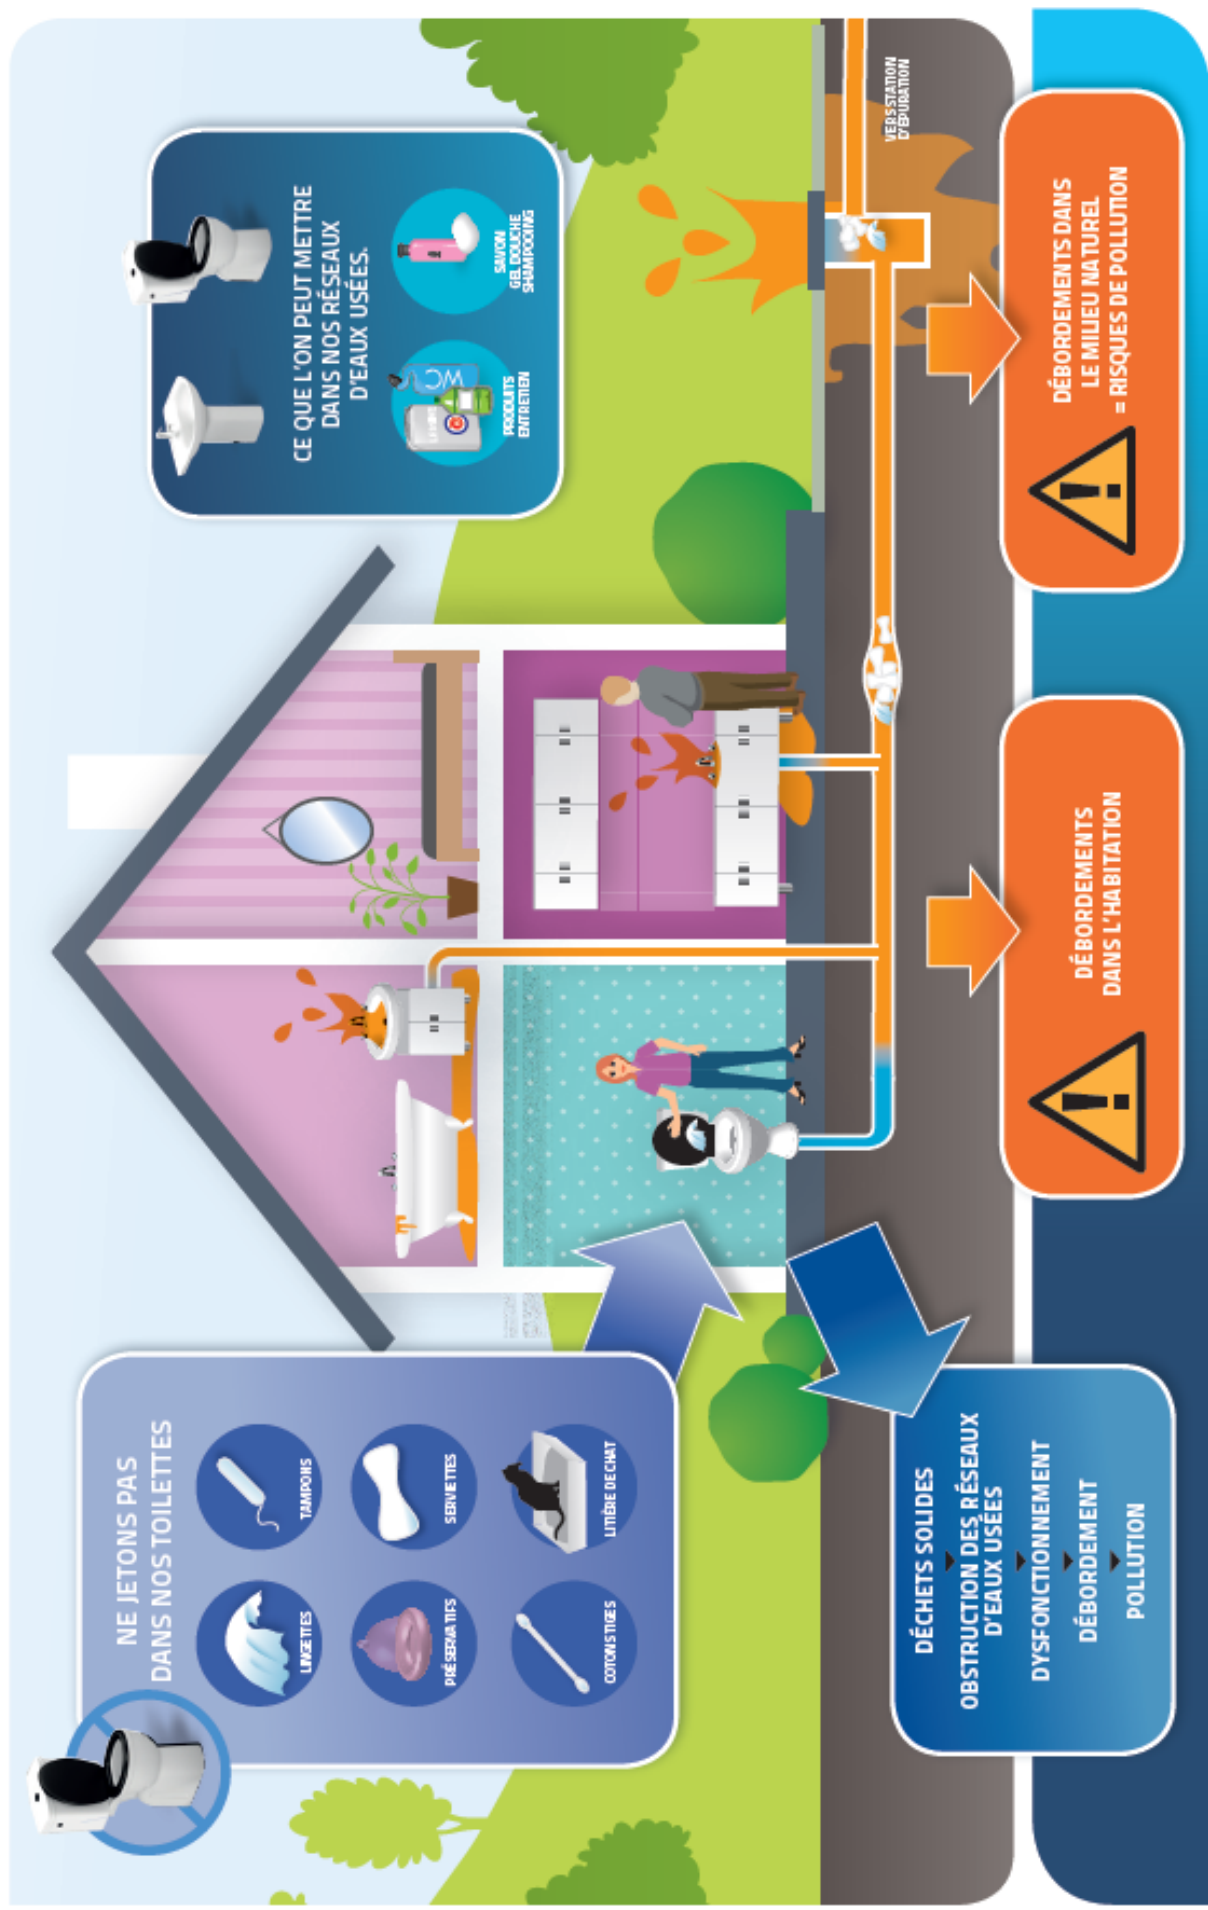 NE JETONS PAS
DANS NOS TOILETTES
LINGETTES
TAMPONS
PRÉSERVATIFS
SERVIETTES
COTONS TIGES
LITIÈRE DE CHAT
CE QUE L'ON PEUT METTRE
DANS NOS RÉSEAUX
D'EAUX USÉES.
WC
PRODUITS
ENTRETIEN
SAVON
GEL DOUCHE
SHAMPOOING
VERS STATION
D'ÉPURATION
DÉCHETS SOLIDES
OBSTRUCTION DES RÉSEAUX
D'EAUX USÉES
DYSFONCTIONNEMENT
DÉBORDEMENT
POLLUTION
DÉBORDEMENTS
DANS L'HABITATION
DÉBORDEMENTS DANS
LE MILIEU NATUREL
= RISQUES DE POLLUTION